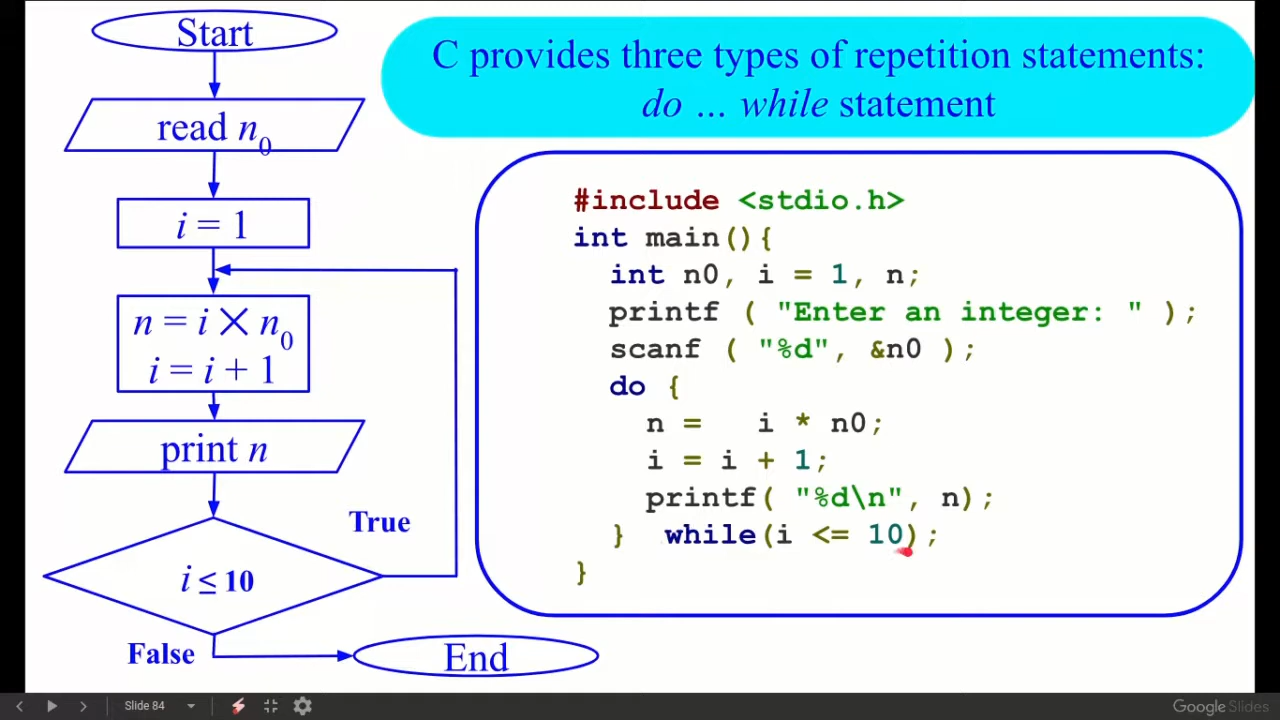 Start
read n0
i = 1
n = i × n0
i = i + 1
print n
True
i ≤ 10
False
End
C provides three types of repetition statements:
do ... while statement
#include <stdio.h>
int main(){
int n0, i = 1, n;
printf ( "Enter an integer: " );
scanf ( "%d", &n0 );
do {
n = i * n0;
i = i + 1;
printf( "%d\n", n);
} while(i <= 10);
}
Slide 84
Google Slides